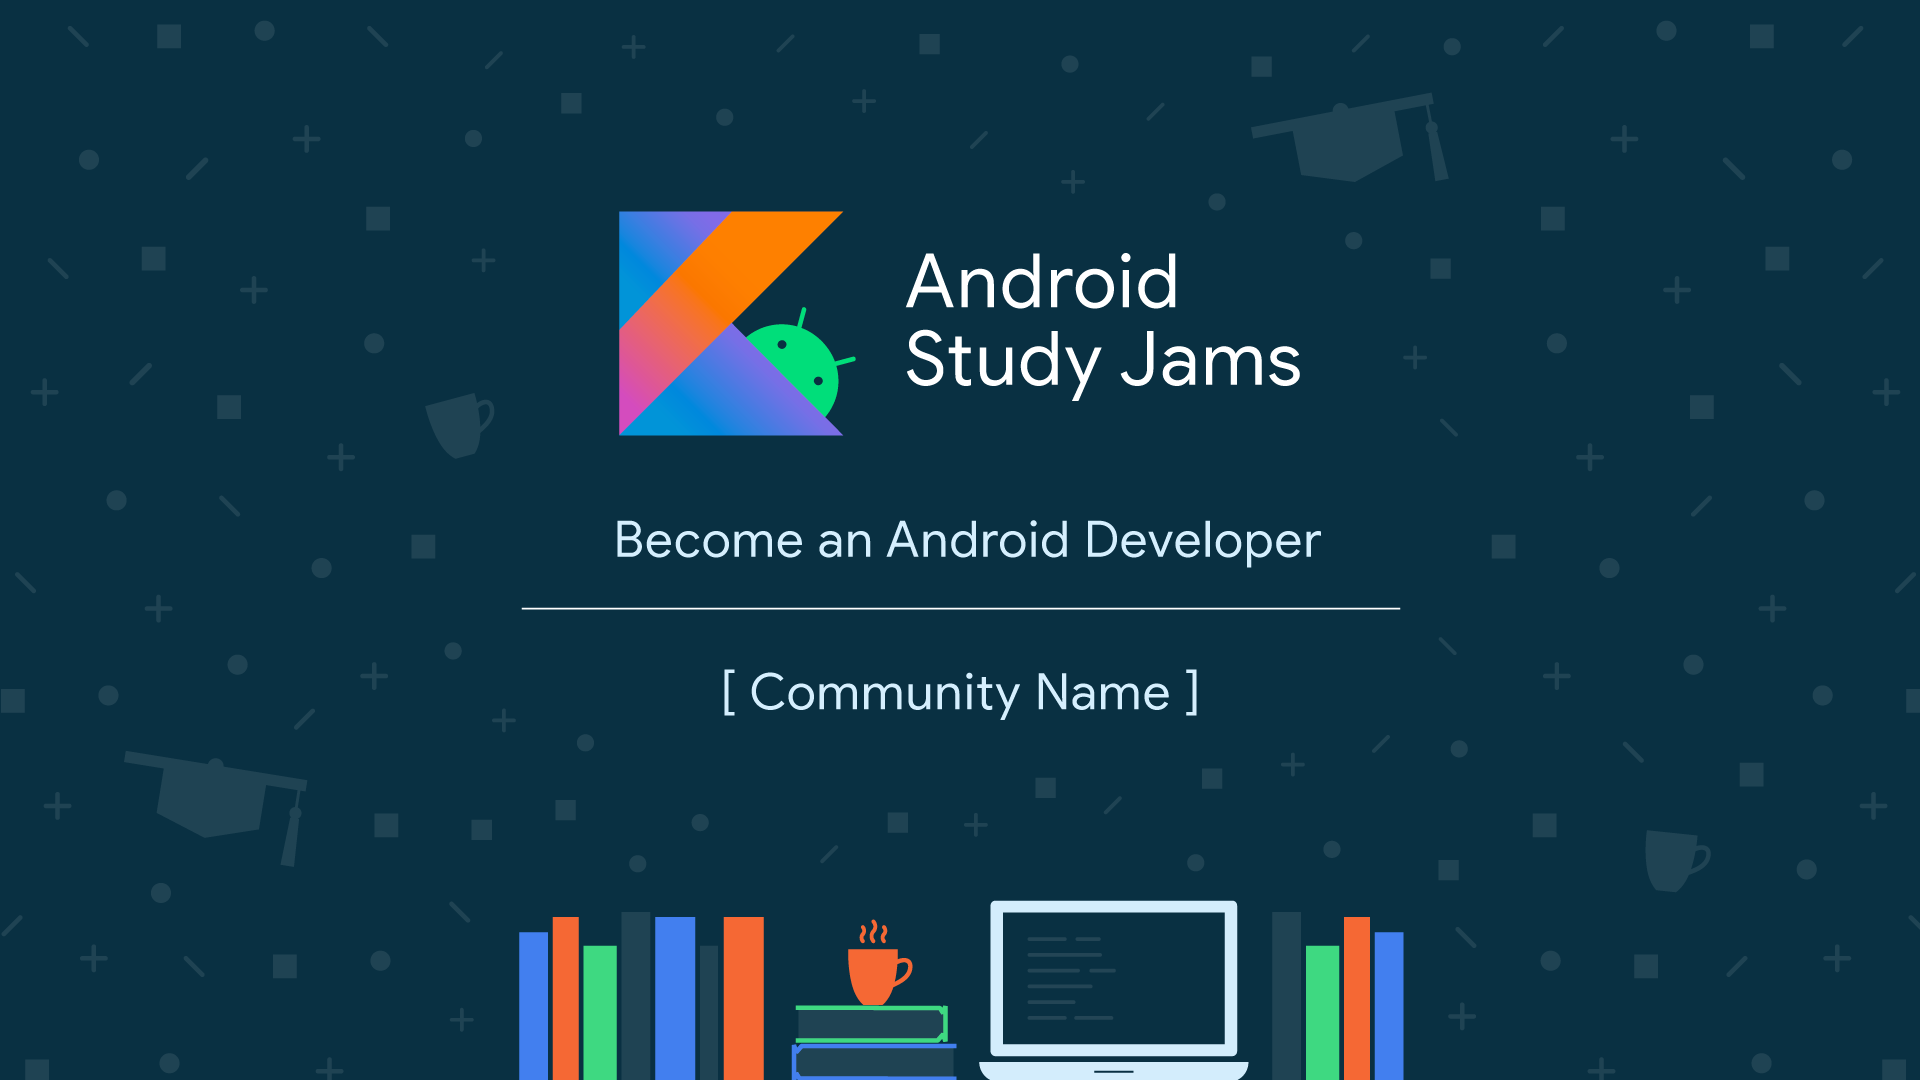 Android
Study Jams
Become an Android Developer
[ Community Name ]